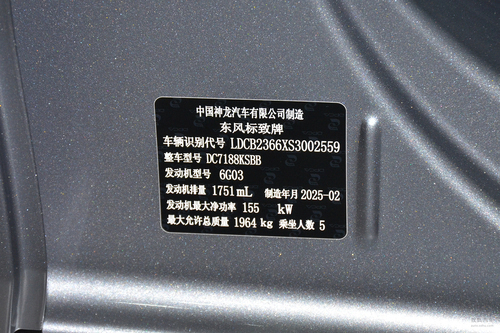 中国神龙汽车有限公司制造
东风标致牌
车辆识别代号 LDCB2366XS3002559
整车型号 DC7188KSBB
发动机型号 6G03
发动机排量 1751mL 制造年月 2025-02
发动机最大净功率 155 kW
最大允许总质量 1964 kg 乘坐人数 5